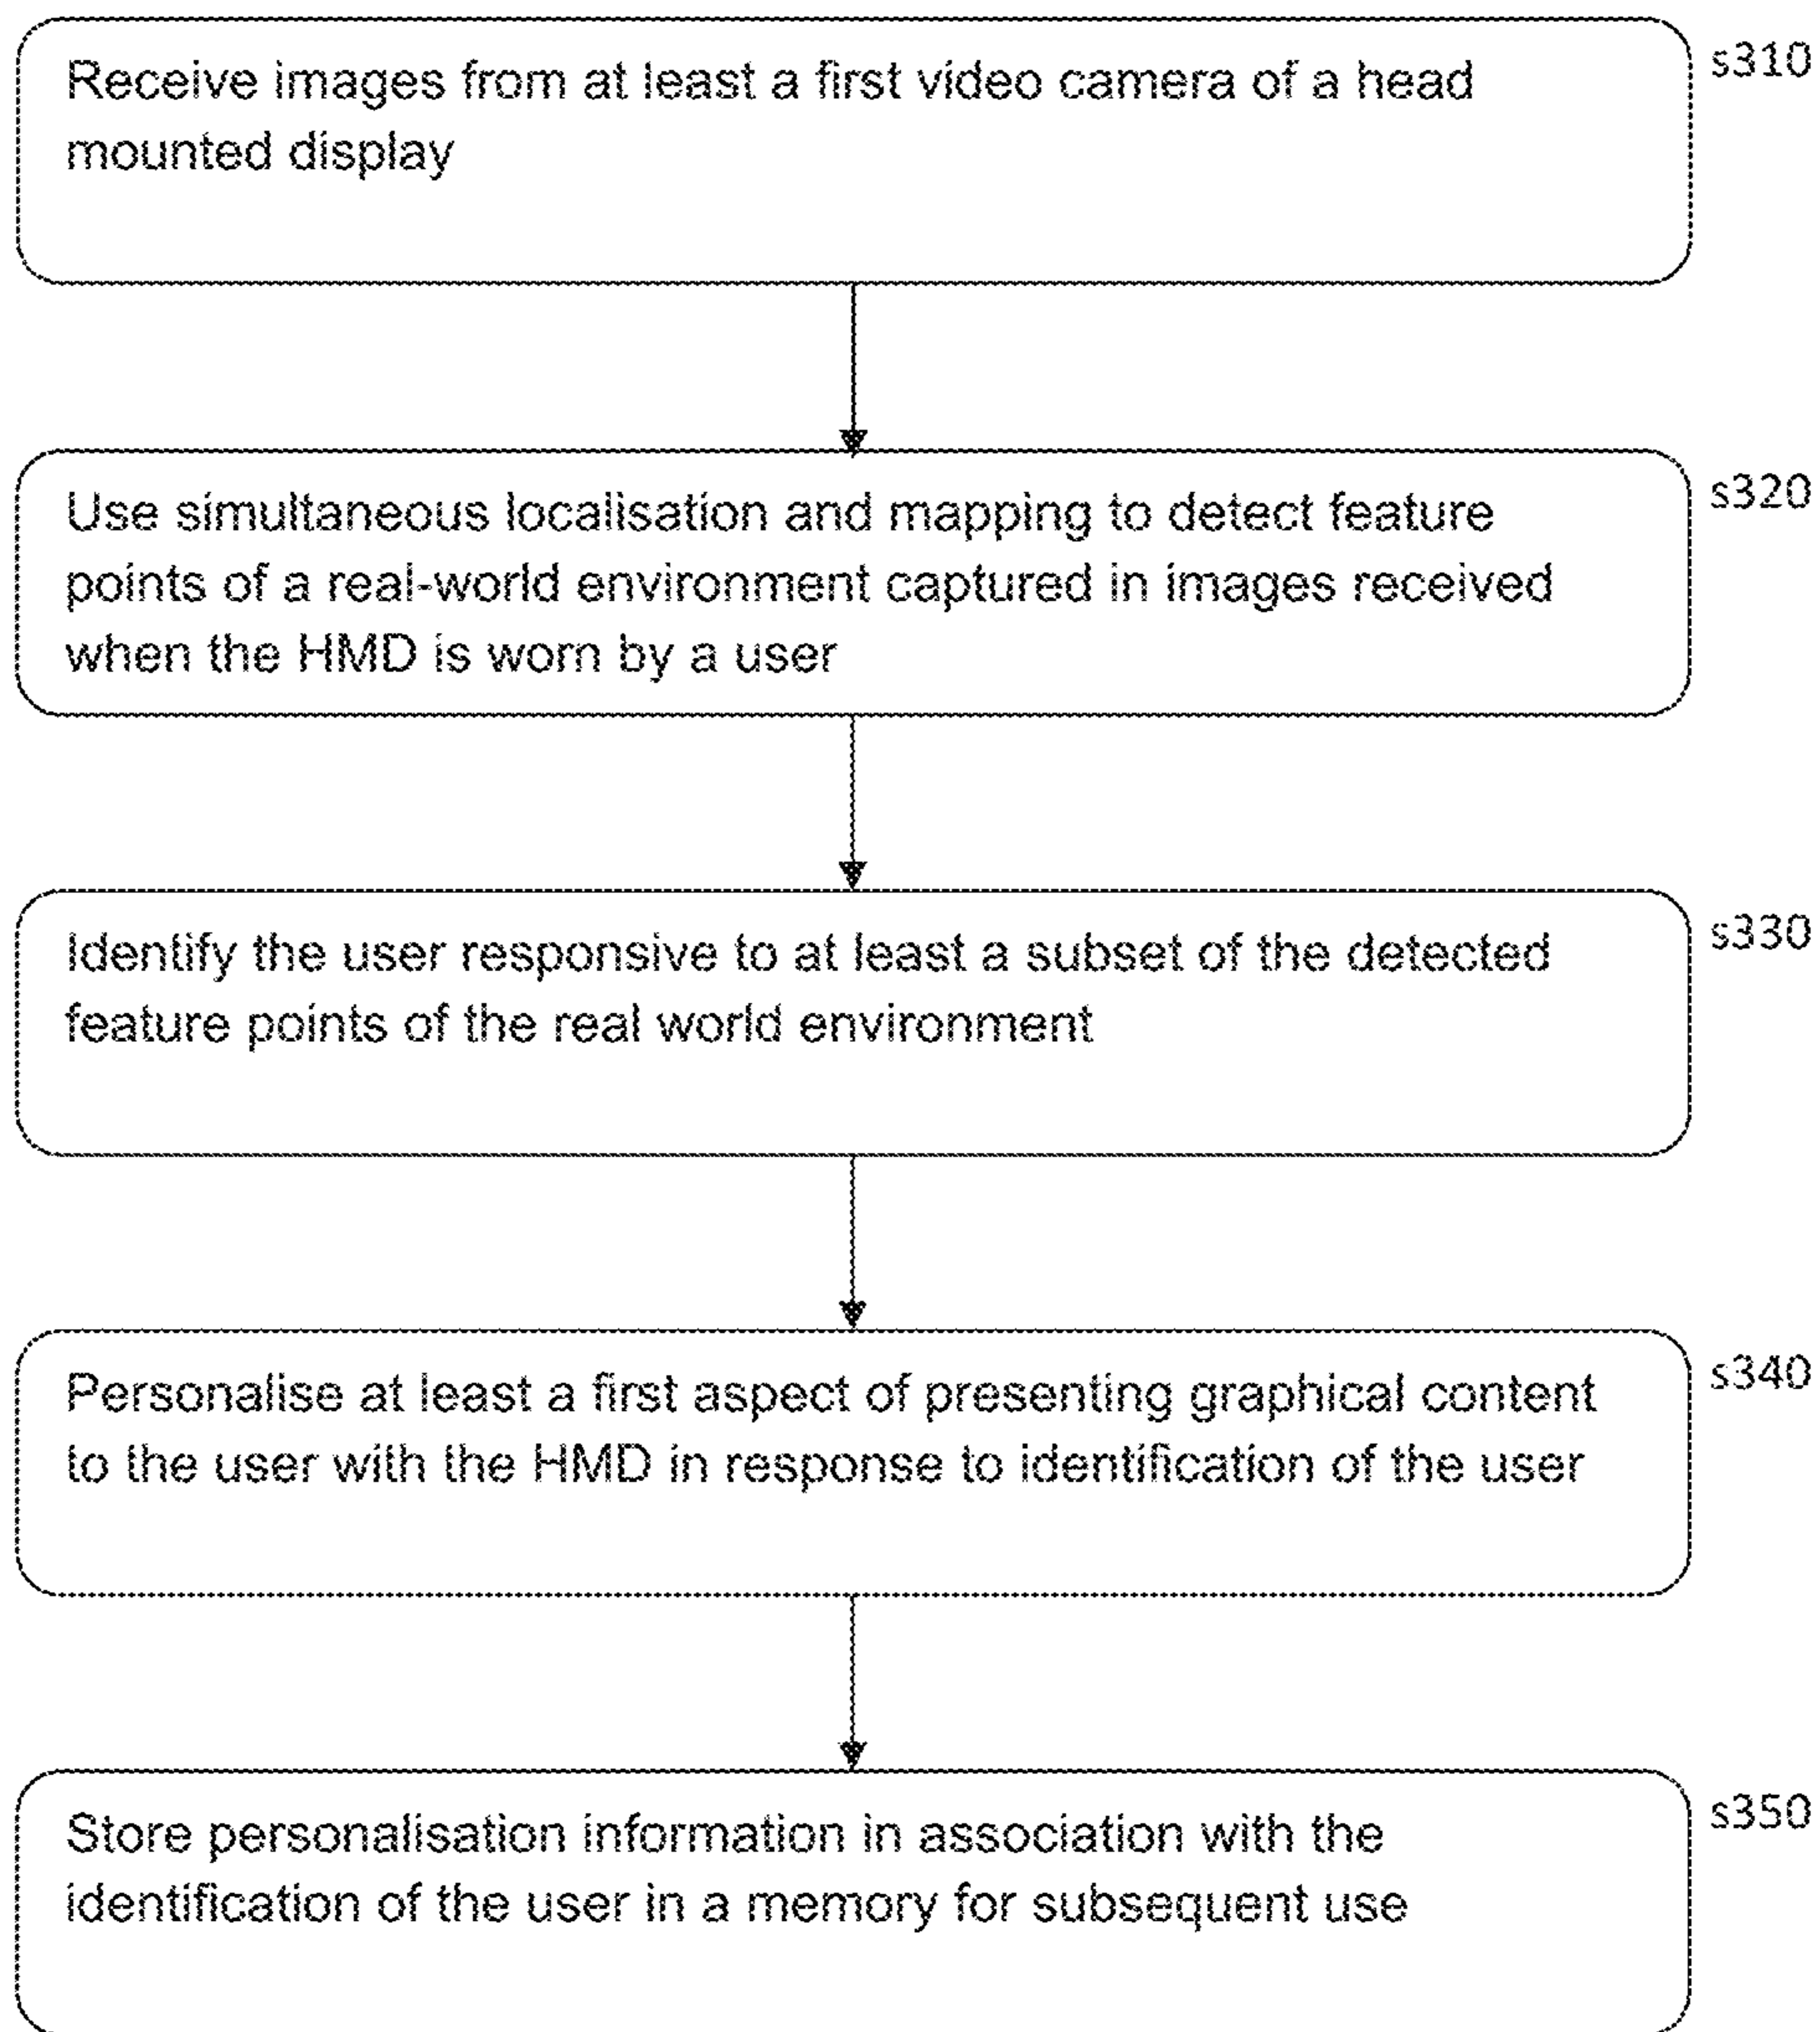 Receive images from at least a first video camera of a head
mounted display
s310
Use simultaneous localisation and mapping to detect feature
points of a real-world environment captured in images received
when the HMD is worn by a user
s320
Identify the user responsive to at least a subset of the detected
feature points of the real world environment
s330
Personalise at least a first aspect of presenting graphical content
to the user with the HMD in response to identification of the user
s340
Store personalisation information in association with the
identification of the user in a memory for subsequent use
s350